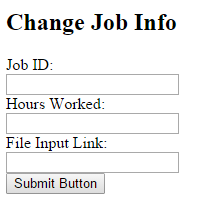 Change Job Info
Job ID:
Hours Worked:
File Input Link:
Submit Button